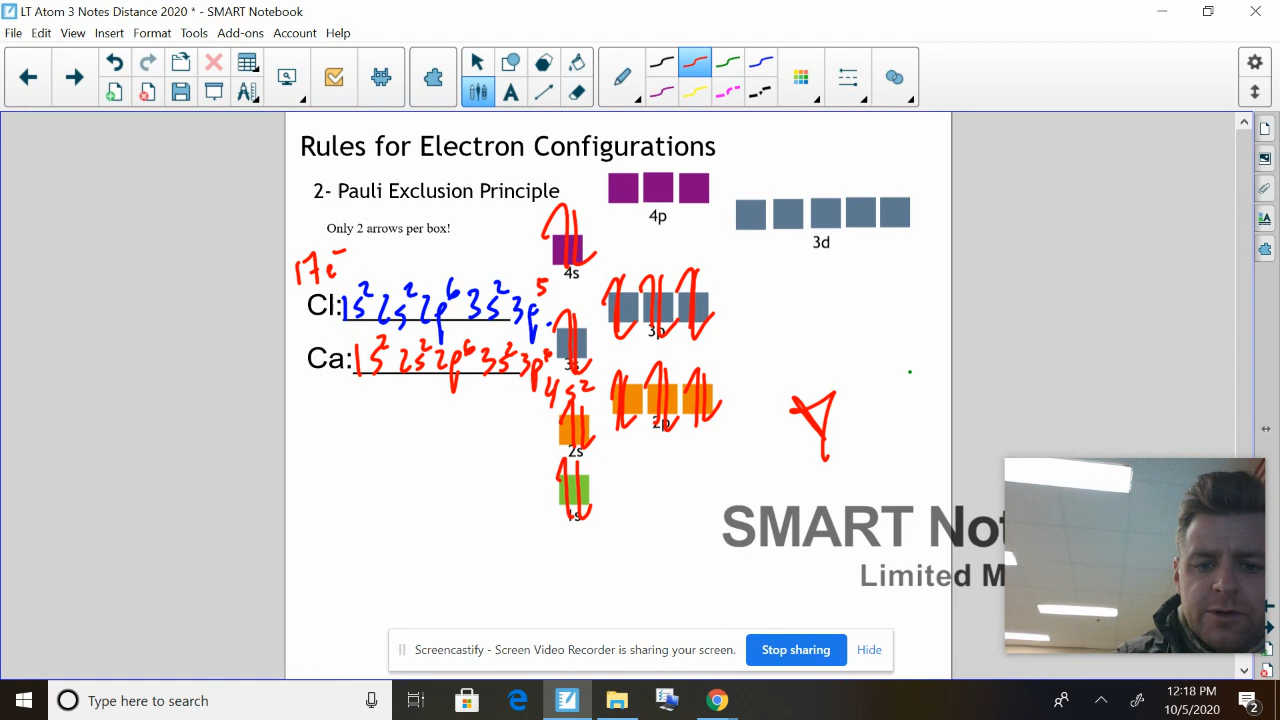 LT Atom 3 Notes Distance 2020 * - SMART Notebook
File Edit View Insert Format Tools Add-ons Account Help
Rules for Electron Configurations
2- Pauli Exclusion Principle
Only 2 arrows per box!
4p
3d
4s
17e⁻
Cl: 1s² 2s² 2p⁶ 3s² 3p⁵
3p
Ca: 1s² 2s² 2p⁶ 3s² 3p⁶
3s
4s²
2p
2s
1s
SMART Not
Limited M
Screencastify - Screen Video Recorder is sharing your screen. Stop sharing Hide
Type here to search
12:18 PM
10/5/2020
2